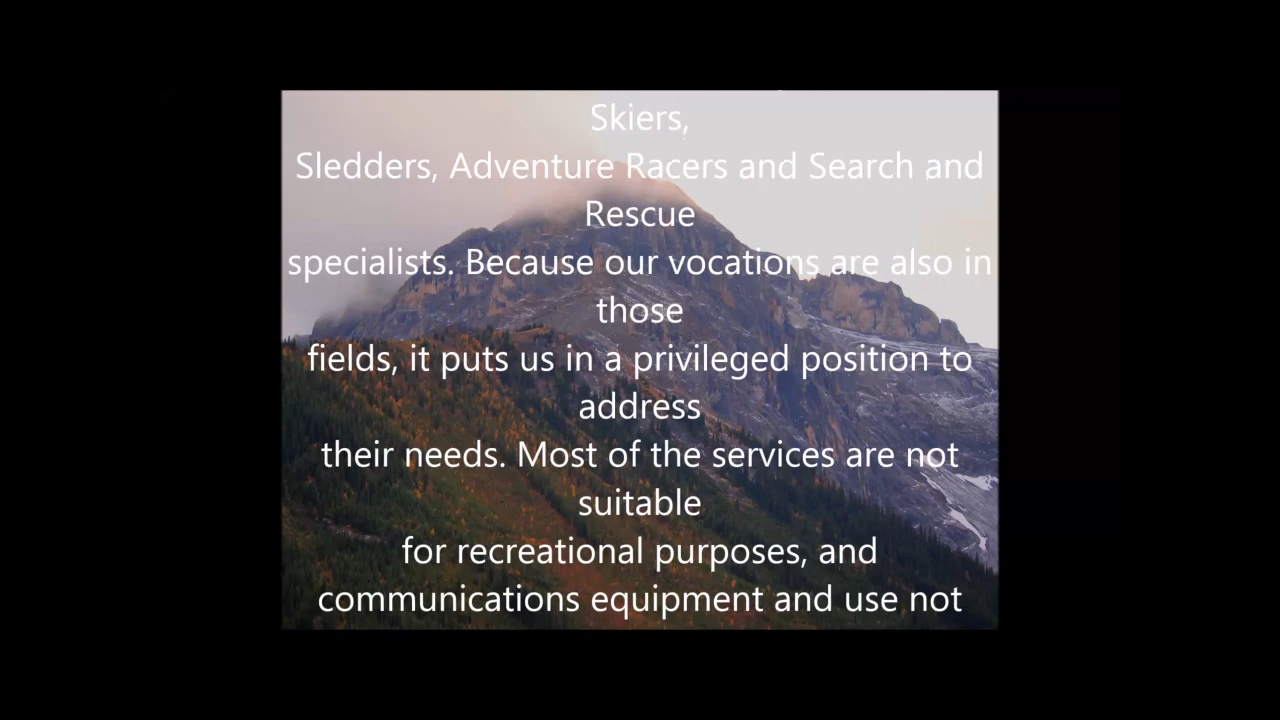 Skiers,
Sledders, Adventure Racers and Search and
Rescue
specialists. Because our vocations are also in
those
fields, it puts us in a privileged position to
address
their needs. Most of the services are not
suitable
for recreational purposes, and
communications equipment and use not